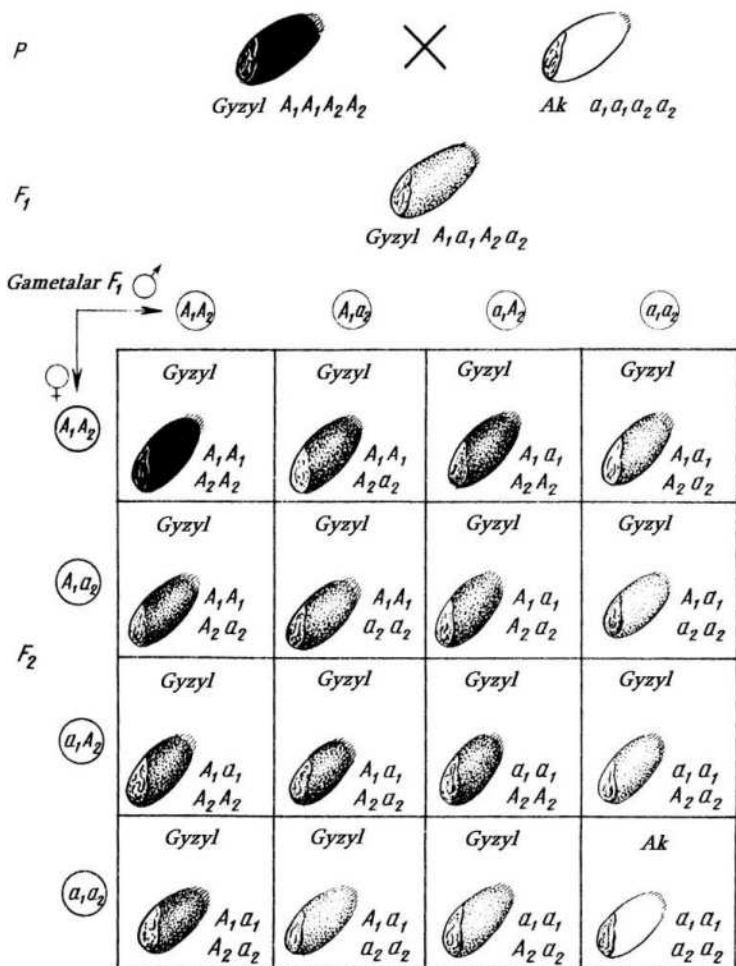 P
Gyzyl A₁A₁A₂A₂ Ak a₁a₁a₂a₂
F₁
Gyzyl A₁a₁A₂a₂
Gametalar F₁ ♂
A₁A₂ A₁a₂ a₁A₂ a₁a₂
♀
Gyzyl Gyzyl Gyzyl Gyzyl
A₁A₂
A₁A₁ A₁A₁ A₁a₁ A₁a₁
A₂A₂ A₂a₂ A₂A₂ A₂a₂
Gyzyl Gyzyl Gyzyl Gyzyl
A₁a₂
A₁A₁ A₁A₁ A₁a₁ A₁a₁
A₂a₂ a₂a₂ A₂a₂ a₂a₂
F₂
Gyzyl Gyzyl Gyzyl Gyzyl
a₁A₂
A₁a₁ A₁a₁ a₁a₁ a₁a₁
A₂A₂ A₂a₂ A₂A₂ A₂a₂
Gyzyl Gyzyl Gyzyl Ak
a₁a₂
A₁a₁ A₁a₁ a₁a₁ a₁a₁
A₂a₂ a₂a₂ A₂a₂ a₂a₂